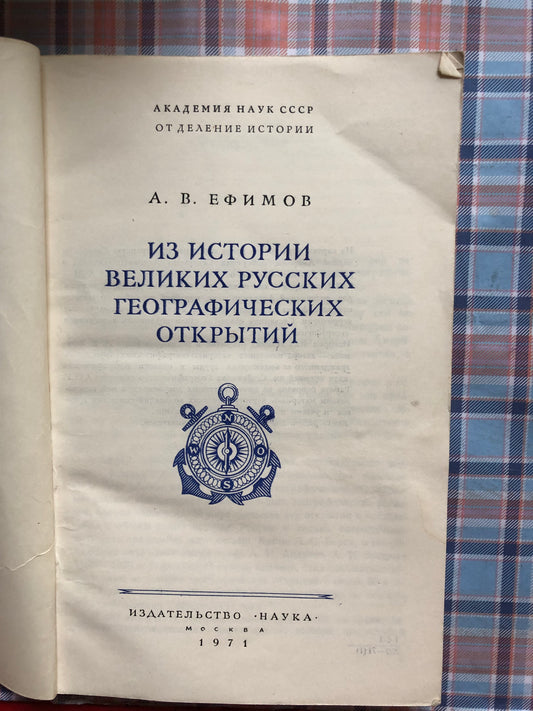 АКАДЕМИЯ НАУК СССР
ОТДЕЛЕНИЕ ИСТОРИИ
А. В. ЕФИМОВ
ИЗ ИСТОРИИ
ВЕЛИКИХ РУССКИХ
ГЕОГРАФИЧЕСКИХ
ОТКРЫТИЙ
N
W O
S
ИЗДАТЕЛЬСТВО ·НАУКА·
МОСКВА
1971